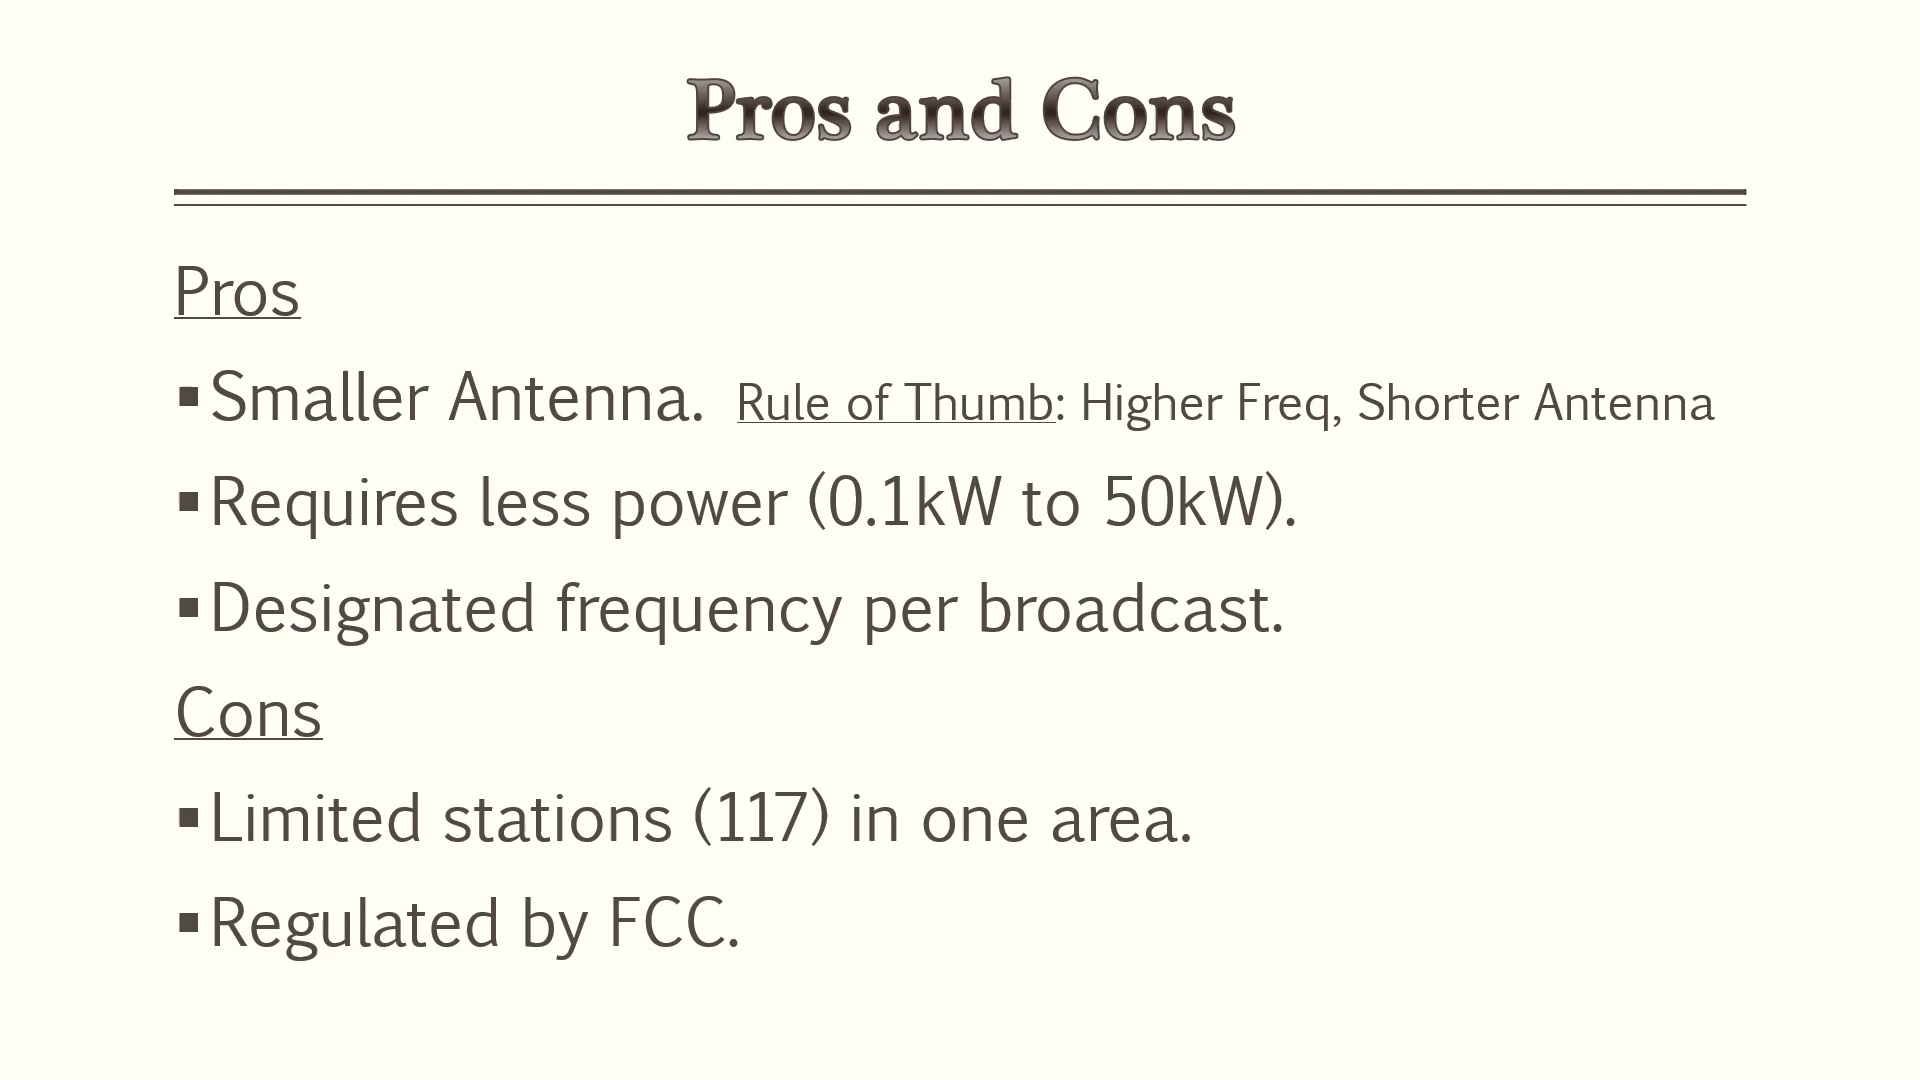 Pros and Cons
Pros
▪Smaller Antenna. Rule of Thumb: Higher Freq, Shorter Antenna
▪Requires less power (0.1kW to 50kW).
▪Designated frequency per broadcast.
Cons
▪Limited stations (117) in one area.
▪Regulated by FCC.